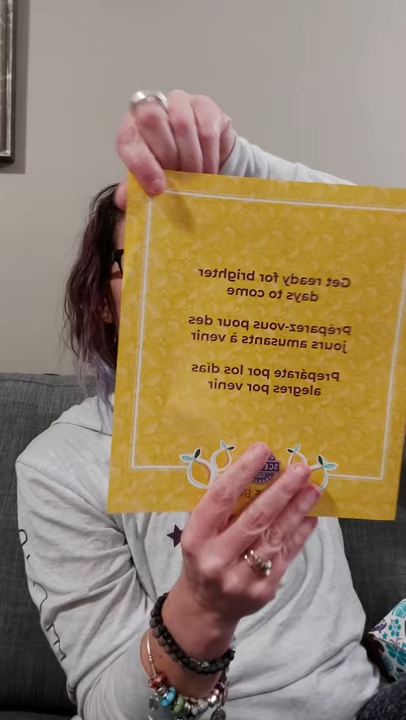 Get ready for brighter
days to come
Préparez-vous pour des
jours amusants à venir
Prepárate por los días
alegres por venir